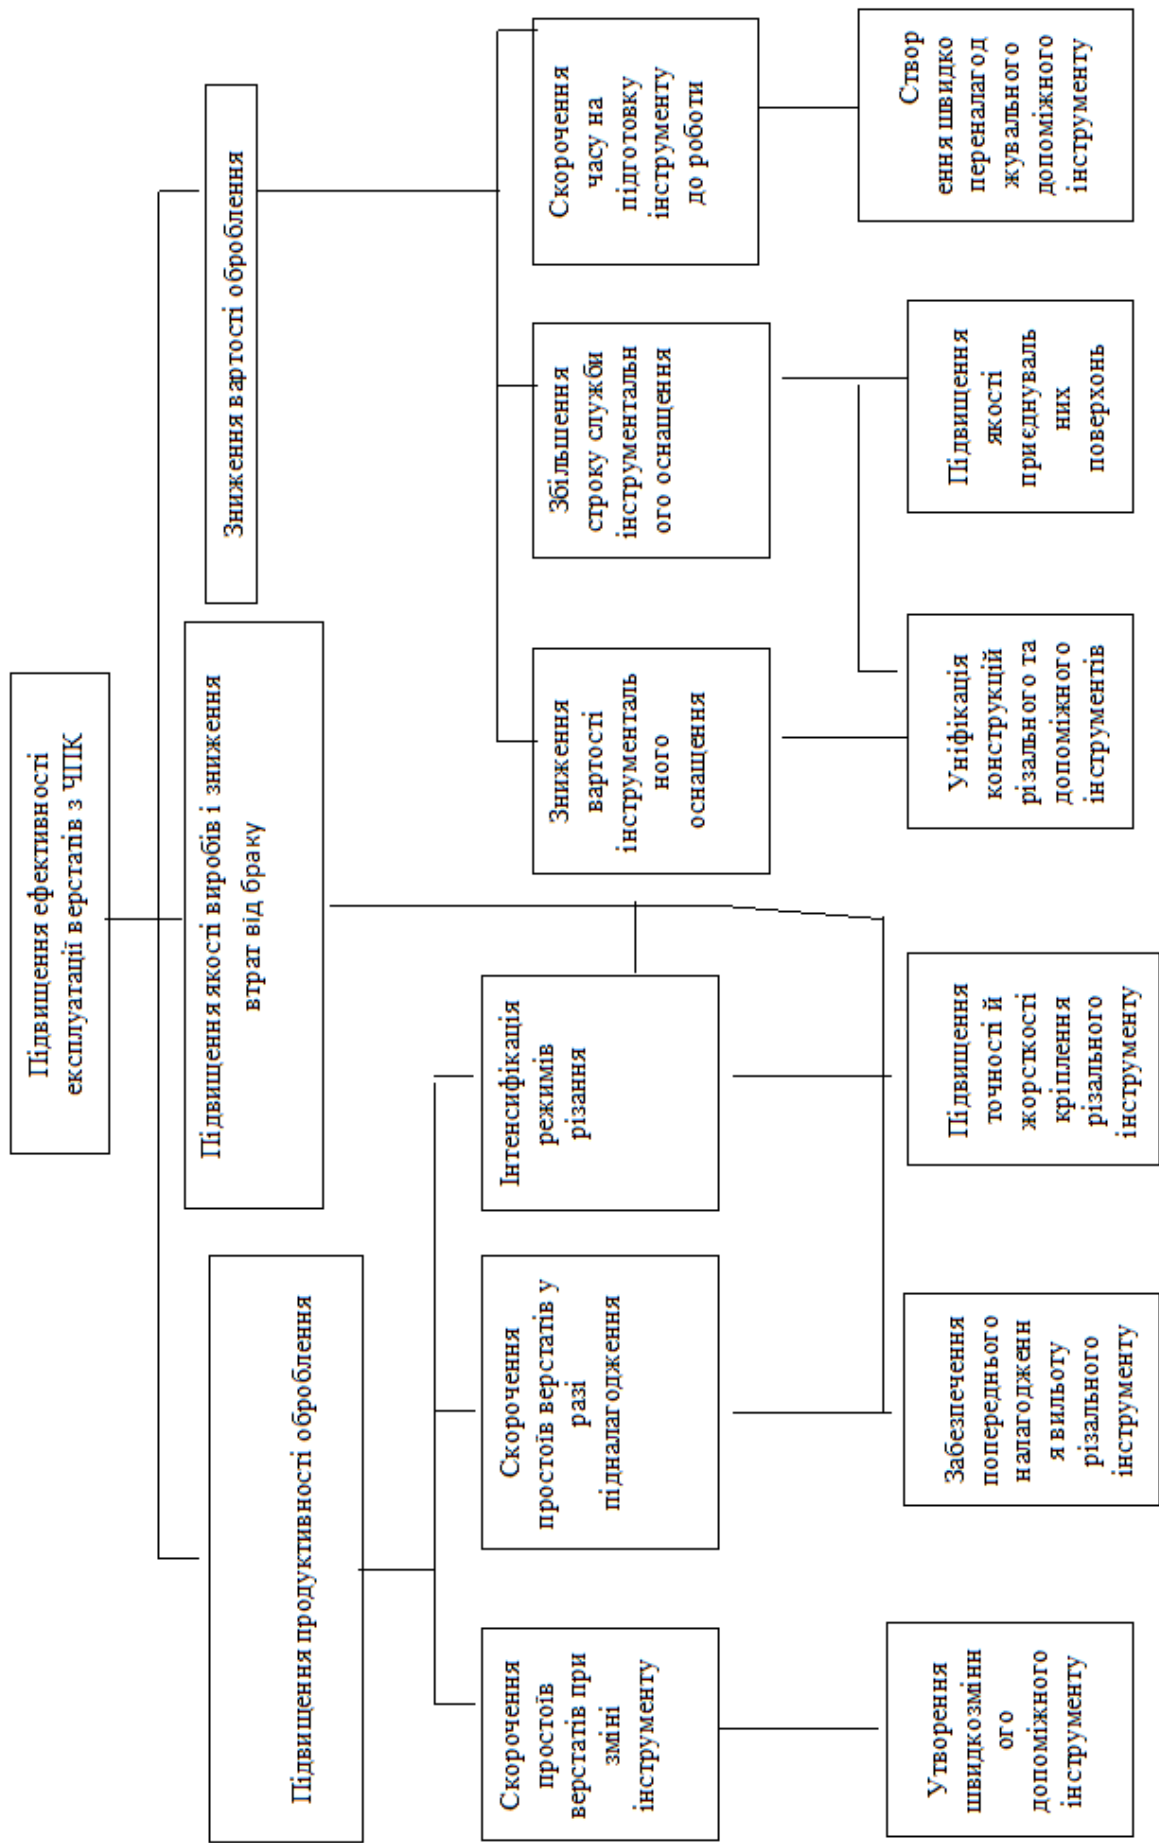 Підвищення ефективності
експлуатації верстатів з ЧПК
Підвищення продуктивності оброблення
Підвищення якості виробів і зниження
втрат від браку
Зниження вартості оброблення
Скорочення
простоїв
верстатів при
зміні
інструменту
Скорочення
простоїв верстатів у
разі
підналагодження
Інтенсифікація
режимів
різання
Зниження
вартості
інструменталь
ного
оснащення
Збільшення
строку служби
інструментальн
ого оснащення
Скорочення
часу на
підготовку
інструменту
до роботи
Утворення
швидкозмінн
ого
допоміжного
інструменту
Забезпечення
попереднього
налагодженн
я вильоту
різального
інструменту
Підвищення
точності й
жорсткості
кріплення
різального
інструменту
Уніфікація
конструкцій
різального та
допоміжного
інструментів
Підвищення
якості
приєднуваль
них
поверхонь
Створ
ення швидко
переналагод
жувального
допоміжного
інструменту